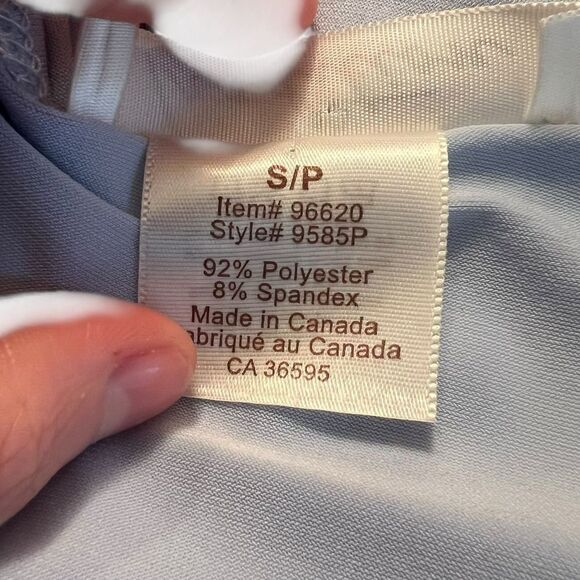 S/P
Item# 96620
Style# 9585P
92% Polyester
8% Spandex
Made in Canada
abriqué au Canada
CA 36595